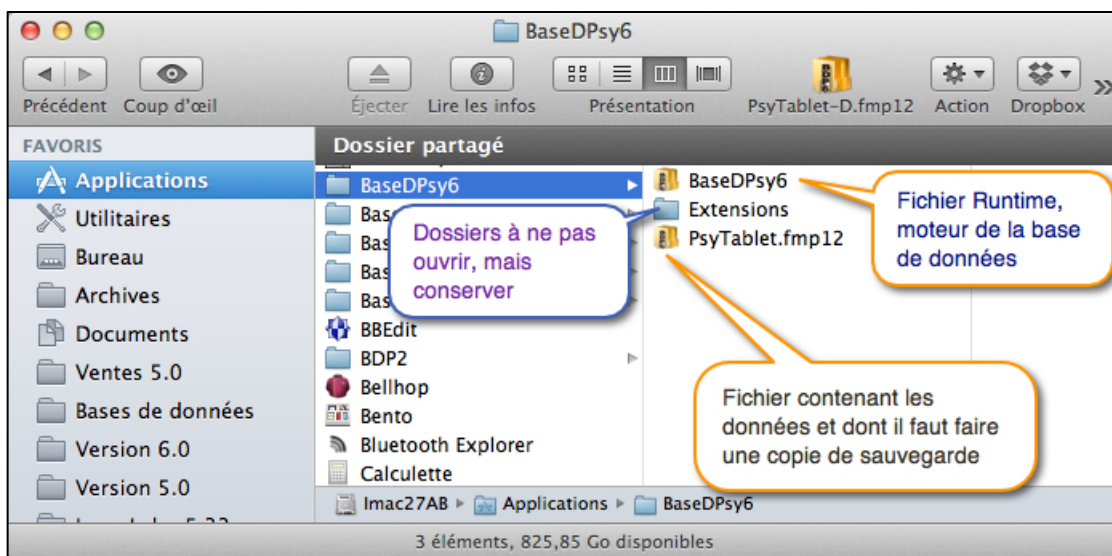 BaseDPsy6
Précédent Coup d'œil Éjecter Lire les infos Présentation PsyTablet-D.fmp12 Action Dropbox
FAVORIS
Applications
Utilitaires
Bureau
Archives
Documents
Ventes 5.0
Bases de données
Version 6.0
Version 5.0
Dossier partagé
BaseDPsy6
Bas
Bas
Bas
Bas
BBEdit
BDP2
Bellhop
Bento
Bluetooth Explorer
Calculette
BaseDPsy6
Extensions
PsyTablet.fmp12
Dossiers à ne pas
ouvrir, mais
conserver
Fichier Runtime,
moteur de la base
de données
Fichier contenant les
données et dont il faut faire
une copie de sauvegarde
Imac27AB Applications BaseDPsy6
3 éléments, 825,85 Go disponibles